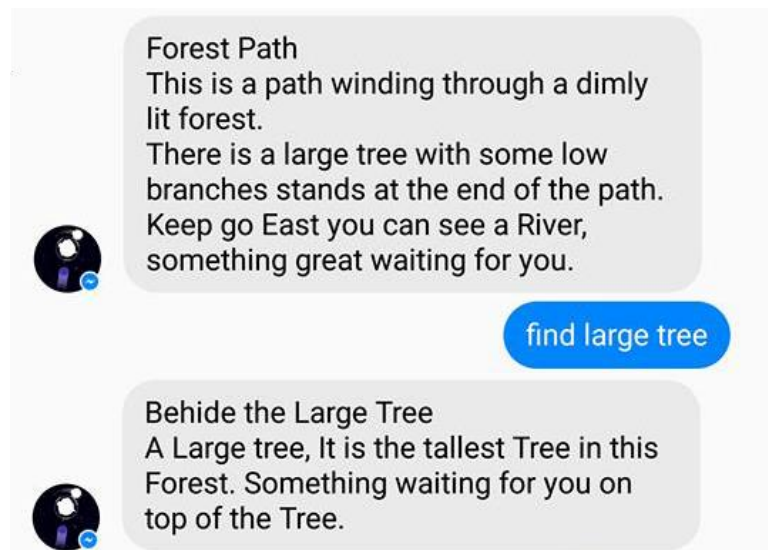 Forest Path
This is a path winding through a dimly
lit forest.
There is a large tree with some low
branches stands at the end of the path.
Keep go East you can see a River,
something great waiting for you.
find large tree
Behide the Large Tree
A Large tree, It is the tallest Tree in this
Forest. Something waiting for you on
top of the Tree.